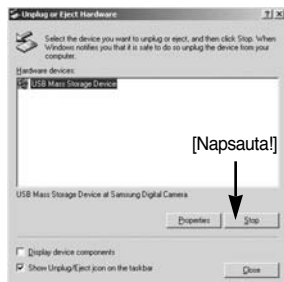 Unplug or Eject Hardware
Select the device you want to unplug or eject, and then click Stop. When
Windows notifies you that it is safe to do so unplug the device from your
computer.
Hardware devices:
USB Mass Storage Device
[Napsauta!]
USB Mass Storage Device at Samsung Digital Camera
Properties
Stop
Display device components
Show Unplug/Eject icon on the taskbar
Close